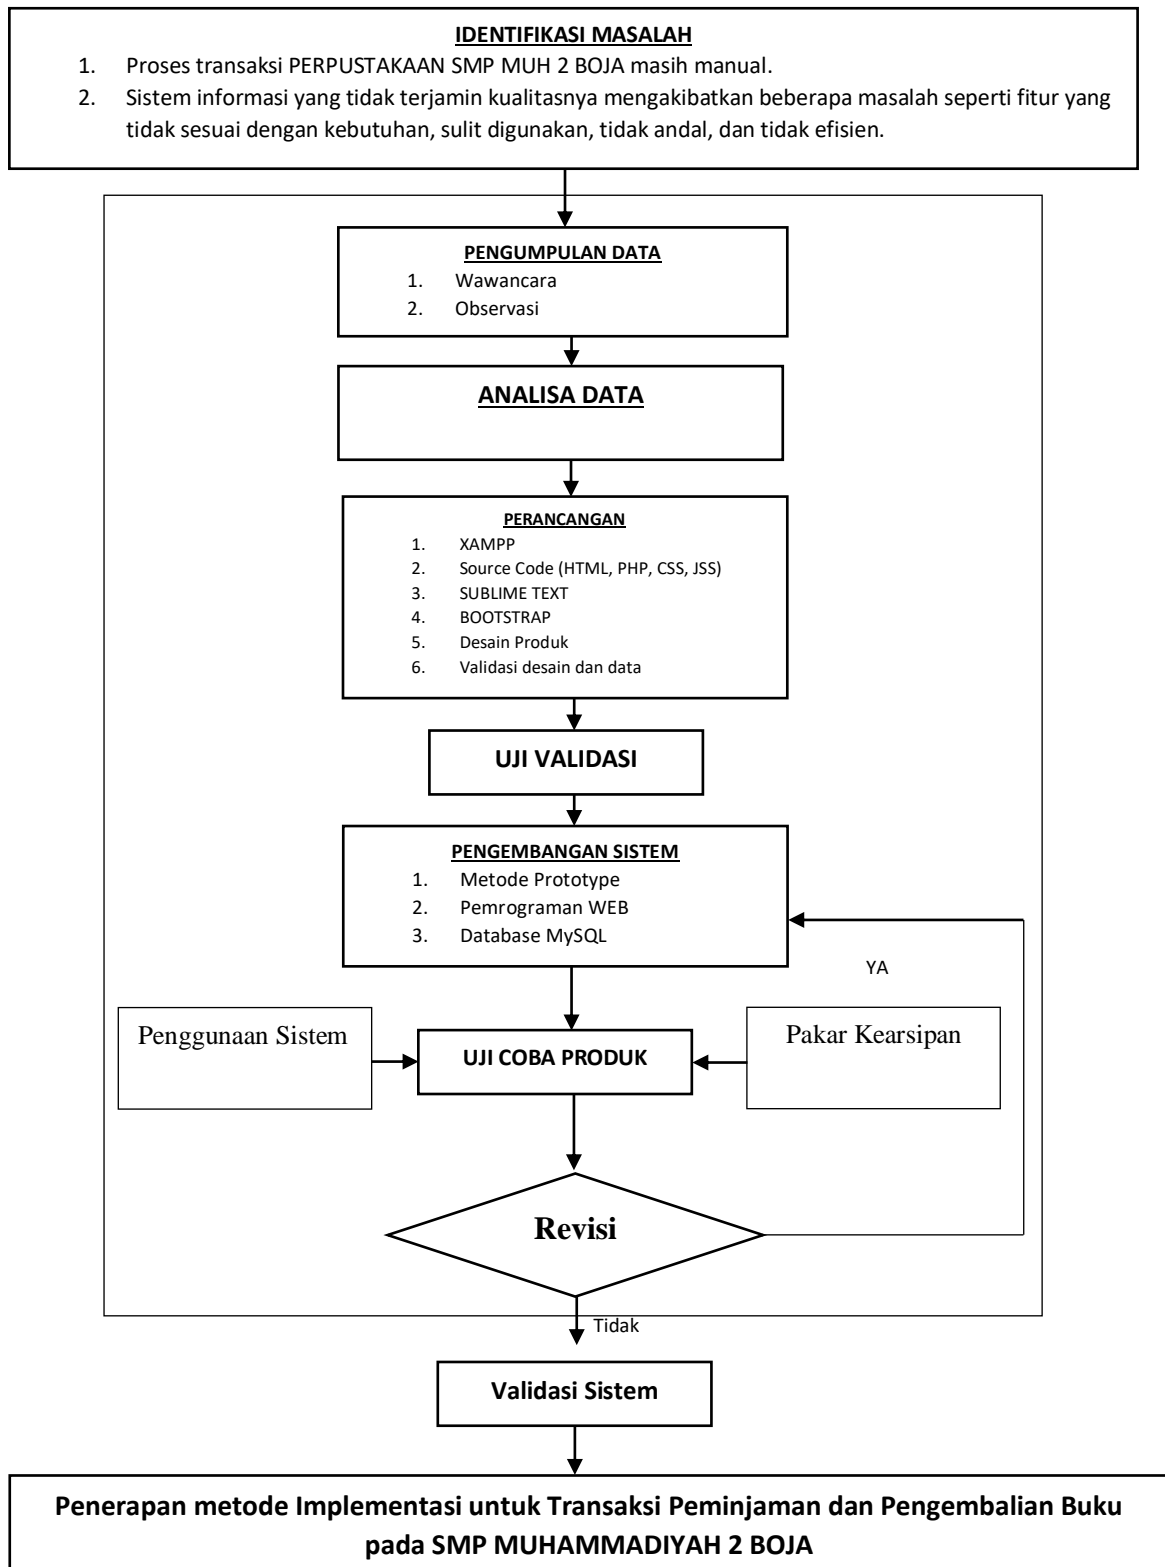 IDENTIFIKASI MASALAH
1. Proses transaksi PERPUSTAKAAN SMP MUH 2 BOJA masih manual.
2. Sistem informasi yang tidak terjamin kualitasnya mengakibatkan beberapa masalah seperti fitur yang
tidak sesuai dengan kebutuhan, sulit digunakan, tidak andal, dan tidak efisien.
PENGUMPULAN DATA
1. Wawancara
2. Observasi
ANALISA DATA
PERANCANGAN
1. XAMPP
2. Source Code (HTML, PHP, CSS, JSS)
3. SUBLIME TEXT
4. BOOTSTRAP
5. Desain Produk
6. Validasi desain dan data
UJI VALIDASI
PENGEMBANGAN SISTEM
1. Metode Prototype
2. Pemrograman WEB
3. Database MySQL
YA
Penggunaan Sistem
UJI COBA PRODUK
Pakar Kearsipan
Revisi
Tidak
Validasi Sistem
Penerapan metode Implementasi untuk Transaksi Peminjaman dan Pengembalian Buku
pada SMP MUHAMMADIYAH 2 BOJA